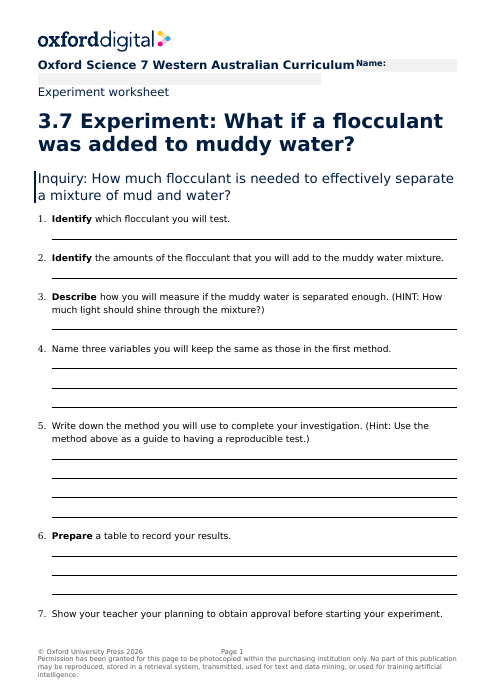 oxforddigital
Oxford Science 7 Western Australian Curriculum Name:
Experiment worksheet
3.7 Experiment: What if a flocculant
was added to muddy water?
Inquiry: How much flocculant is needed to effectively separate
a mixture of mud and water?
1. Identify which flocculant you will test.
2. Identify the amounts of the flocculant that you will add to the muddy water mixture.
3. Describe how you will measure if the muddy water is separated enough. (HINT: How
much light should shine through the mixture?)
4. Name three variables you will keep the same as those in the first method.
5. Write down the method you will use to complete your investigation. (Hint: Use the
method above as a guide to having a reproducible test.)
6. Prepare a table to record your results.
7. Show your teacher your planning to obtain approval before starting your experiment.
© Oxford University Press 2026 Page 1
Permission has been granted for this page to be photocopied within the purchasing institution only. No part of this publication
may be reproduced, stored in a retrieval system, transmitted, used for text and data mining, or used for training artificial
intelligence.